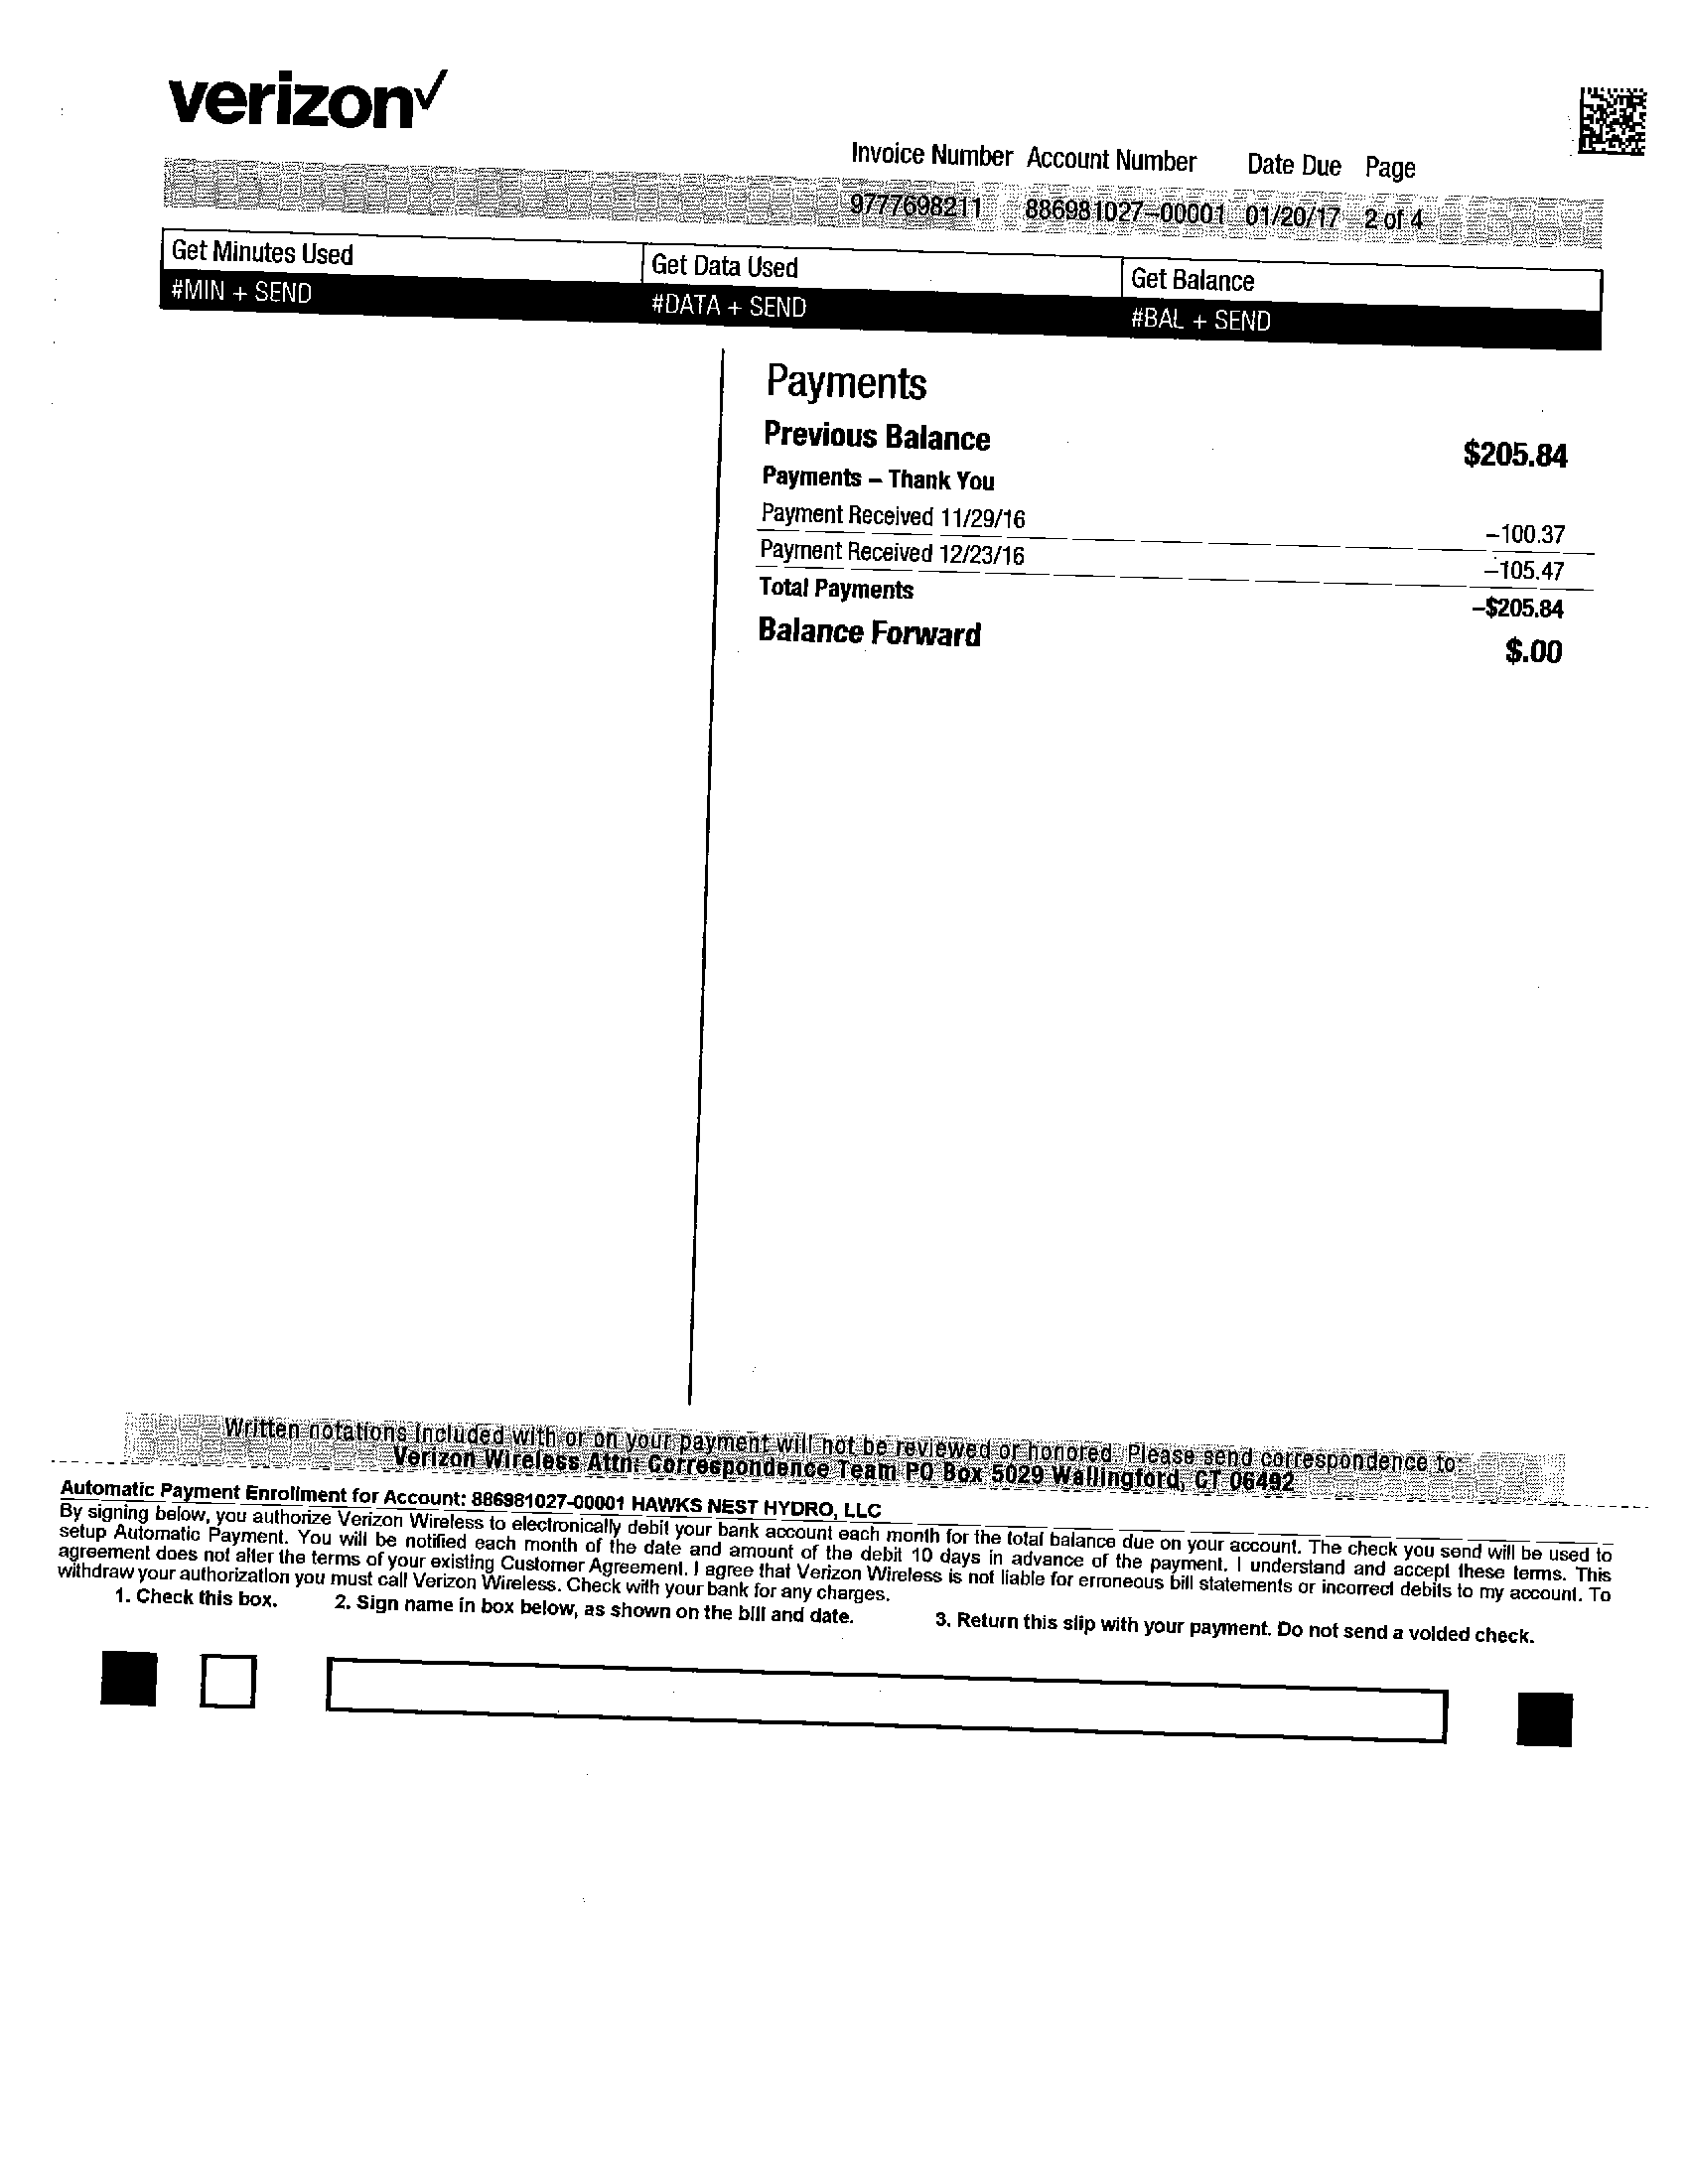 verizon✓
Invoice Number Account Number Date Due Page
9777698211 886981027-00001 01/20/17 2 of 4
Get Minutes Used Get Data Used Get Balance
#MIN + SEND #DATA + SEND #BAL + SEND
Payments
Previous Balance $205.84
Payments – Thank You
Payment Received 11/29/16 –100.37
Payment Received 12/23/16 –105.47
Total Payments –$205.84
Balance Forward $.00
Written notations included with or on your payment will not be reviewed or honored. Please send correspondence to:
Verizon Wireless Attn: Correspondence Team PO Box 5029 Wallingford, CT 06492
Automatic Payment Enrollment for Account: 886981027-00001 HAWKS NEST HYDRO, LLC
By signing below, you authorize Verizon Wireless to electronically debit your bank account each month for the total balance due on your account. The check you send will be used to
setup Automatic Payment. You will be notified each month of the date and amount of the debit 10 days in advance of the payment. I understand and accept these terms. This
agreement does not alter the terms of your existing Customer Agreement. I agree that Verizon Wireless is not liable for erroneous bill statements or incorrect debits to my account. To
withdraw your authorization you must call Verizon Wireless. Check with your bank for any charges.
1. Check this box. 2. Sign name in box below, as shown on the bill and date. 3. Return this slip with your payment. Do not send a voided check.